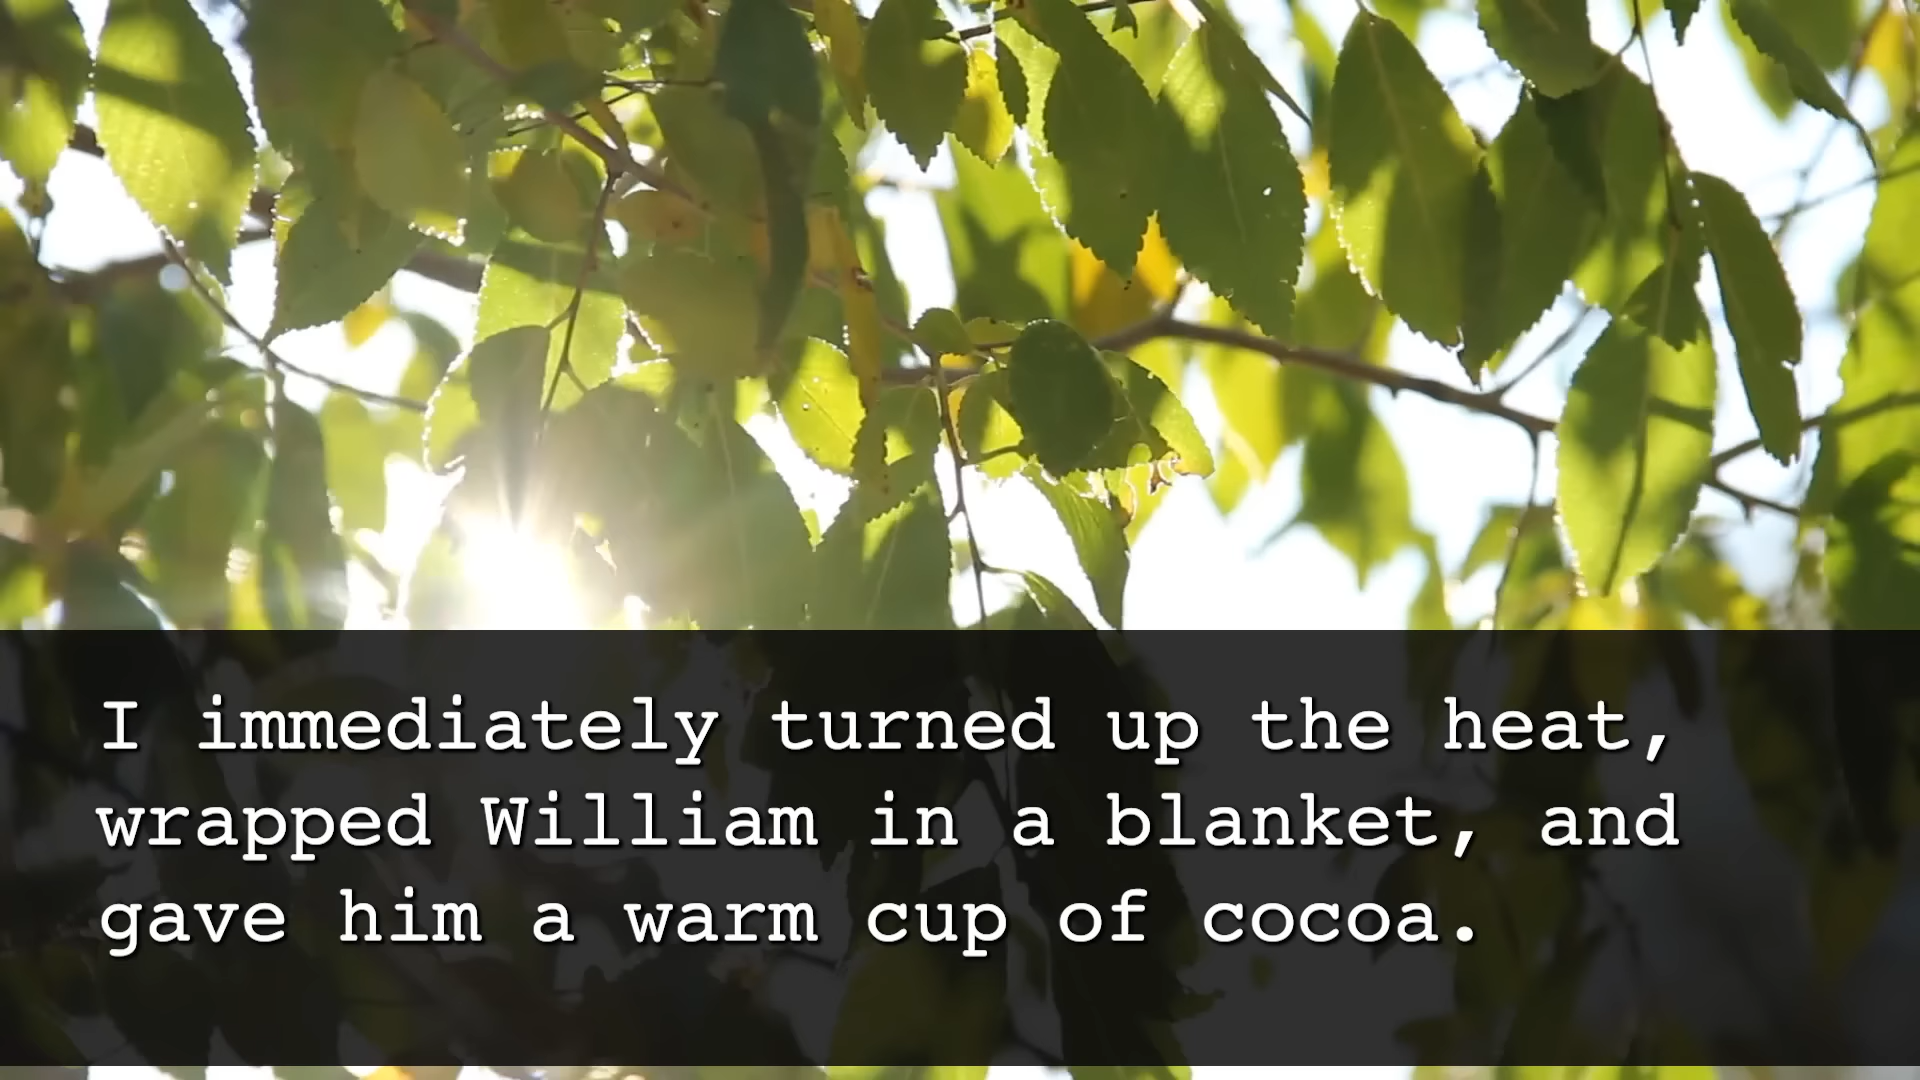 I immediately turned up the heat,
wrapped William in a blanket, and
gave him a warm cup of cocoa.